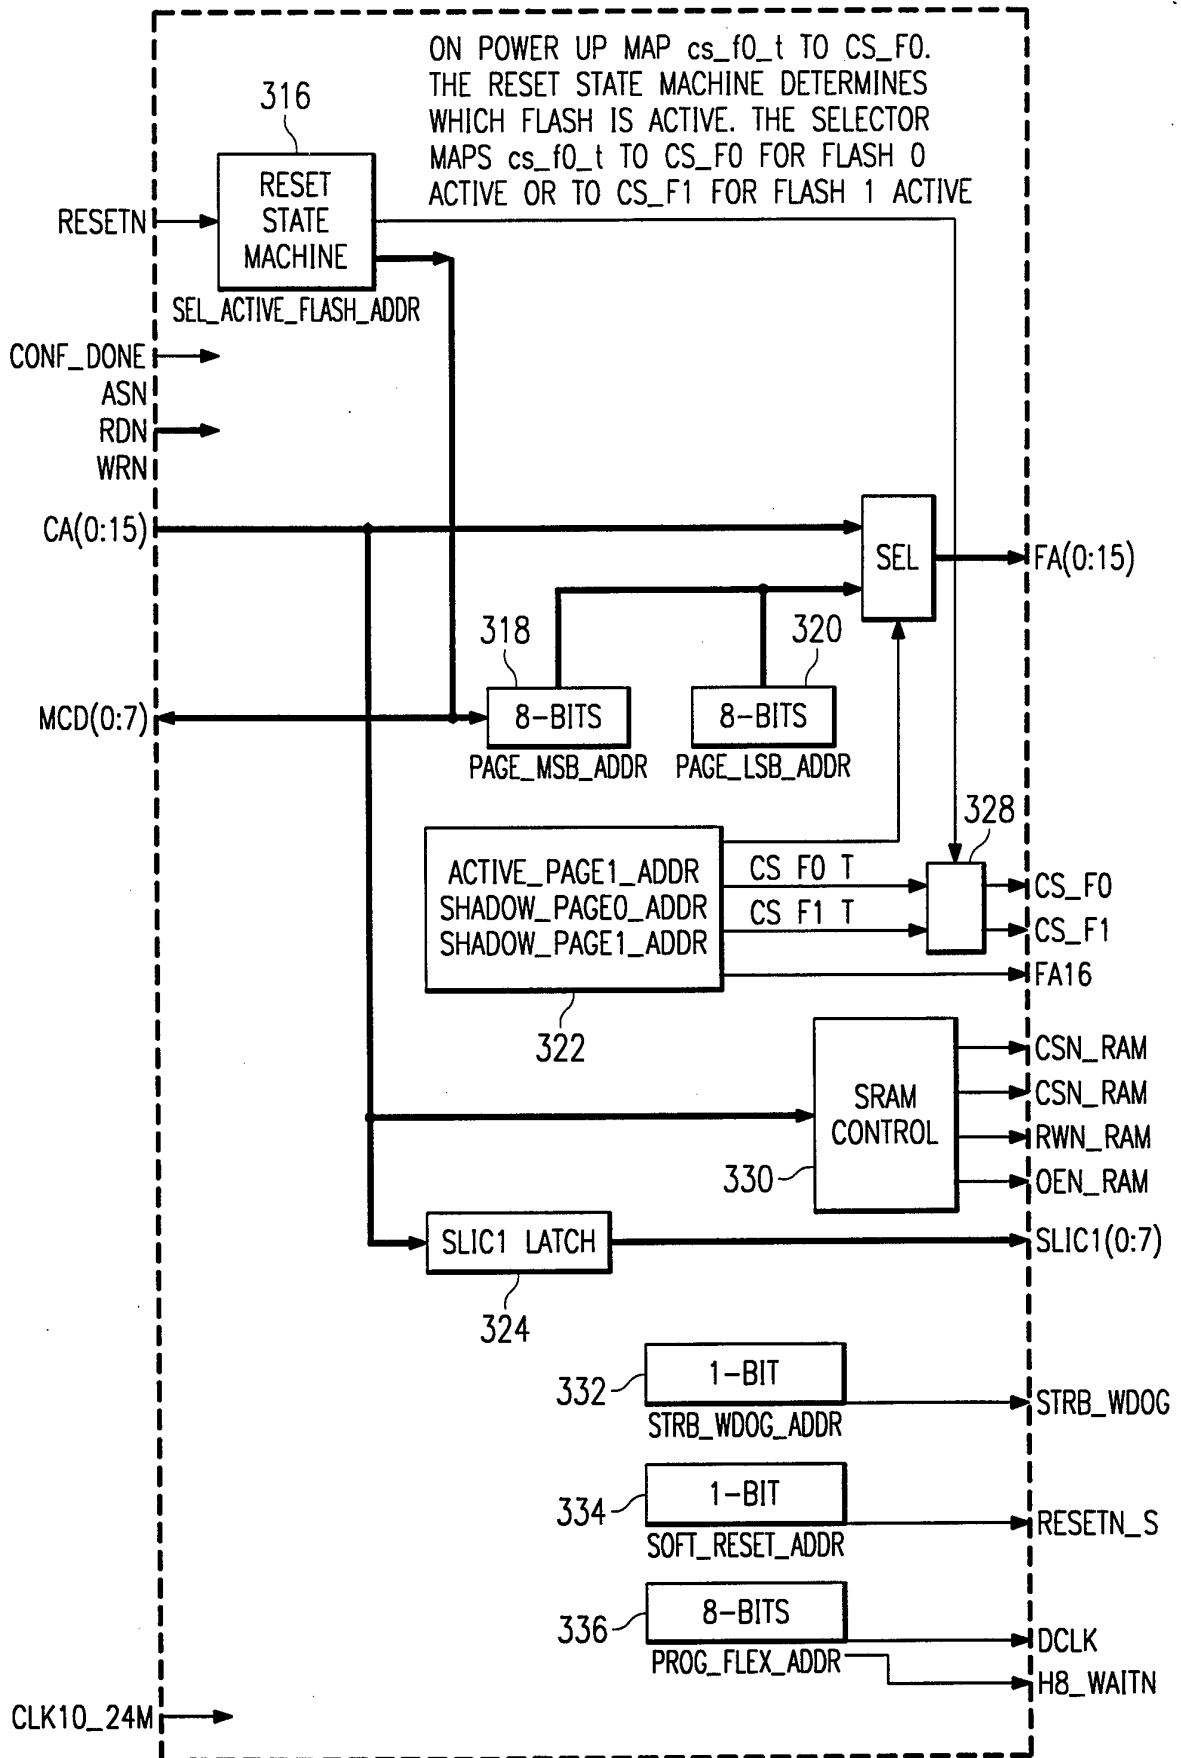 ON POWER UP MAP cs_f0_t TO CS_F0.
THE RESET STATE MACHINE DETERMINES
WHICH FLASH IS ACTIVE. THE SELECTOR
MAPS cs_f0_t TO CS_F0 FOR FLASH 0
ACTIVE OR TO CS_F1 FOR FLASH 1 ACTIVE
316
RESET
STATE
MACHINE
RESETN
SEL_ACTIVE_FLASH_ADDR
CONF_DONE
ASN
RDN
WRN
CA(0:15)
SEL
FA(0:15)
318
320
MCD(0:7)
8-BITS
8-BITS
PAGE_MSB_ADDR
PAGE_LSB_ADDR
328
ACTIVE_PAGE1_ADDR
SHADOW_PAGE0_ADDR
SHADOW_PAGE1_ADDR
CS F0 T
CS F1 T
CS_F0
CS_F1
FA16
322
SRAM
CONTROL
330
CSN_RAM
CSN_RAM
RWN_RAM
OEN_RAM
SLIC1 LATCH
SLIC1(0:7)
324
332
1-BIT
STRB_WDOG_ADDR
STRB_WDOG
334
1-BIT
SOFT_RESET_ADDR
RESETN_S
336
8-BITS
PROG_FLEX_ADDR
DCLK
H8_WAITN
CLK10_24M